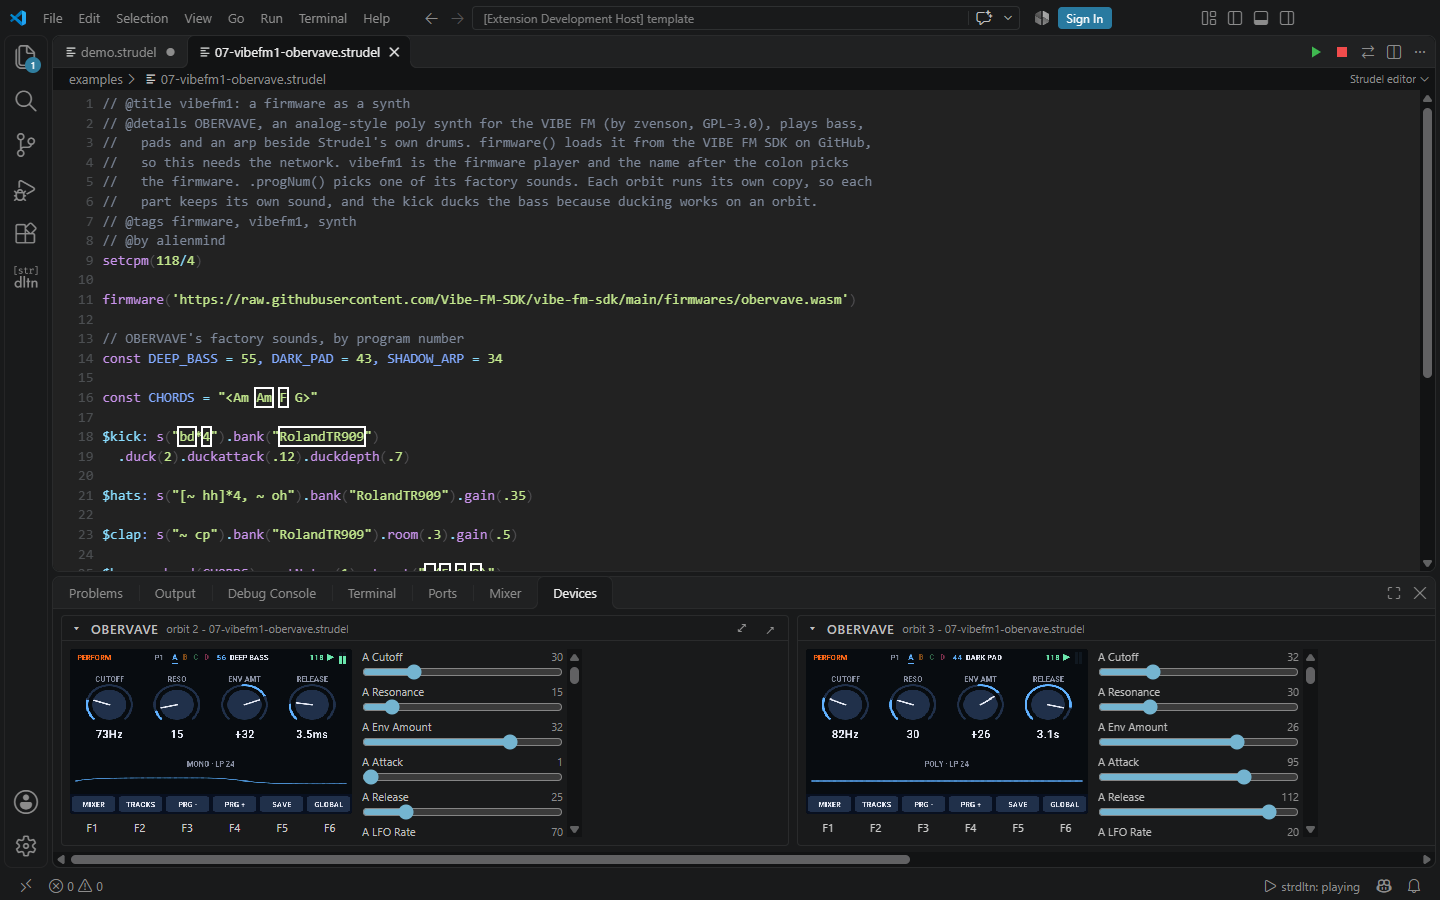 File Edit Selection View Go Run Terminal Help
[Extension Development Host] template
Sign In
demo.strudel
07-vibefm1-obervave.strudel
examples > 07-vibefm1-obervave.strudel
Strudel editor
1
[str]
dltn
1 // @title vibefm1: a firmware as a synth
2 // @details OBERVAVE, an analog-style poly synth for the VIBE FM (by zvenson, GPL-3.0), plays bass,
3 //   pads and an arp beside Strudel's own drums. firmware() loads it from the VIBE FM SDK on GitHub,
4 //   so this needs the network. vibefm1 is the firmware player and the name after the colon picks
5 //   the firmware. .progNum() picks one of its factory sounds. Each orbit runs its own copy, so each
6 //   part keeps its own sound, and the kick ducks the bass because ducking works on an orbit.
7 // @tags firmware, vibefm1, synth
8 // @by alienmind
9 setcpm(118/4)
10
11 firmware('https://raw.githubusercontent.com/Vibe-FM-SDK/vibe-fm-sdk/main/firmwares/obervave.wasm')
12
13 // OBERVAVE's factory sounds, by program number
14 const DEEP_BASS = 55, DARK_PAD = 43, SHADOW_ARP = 34
15
16 const CHORDS = "<Am Am F G>"
17
18 $kick: s("bd*4").bank("RolandTR909")
19   .duck(2).duckattack(.12).duckdepth(.7)
20
21 $hats: s("[~ hh]*4, ~ oh").bank("RolandTR909").gain(.35)
22
23 $clap: s("~ cp").bank("RolandTR909").room(.3).gain(.5)
24
Problems Output Debug Console Terminal Ports Mixer Devices
OBERVAVE orbit 2 - 07-vibefm1-obervave.strudel
PERFORM P1 A B C D 56 DEEP BASS 118
CUTOFF RESO ENV AMT RELEASE
73Hz 15 +32 3.5ms
MONO · LP 24
MIXER TRACKS PRG - PRG + SAVE GLOBAL
F1 F2 F3 F4 F5 F6
A Cutoff 30
A Resonance 15
A Env Amount 32
A Attack 1
A Release 25
A LFO Rate 70
OBERVAVE orbit 3 - 07-vibefm1-obervave.strudel
PERFORM P1 A B C D 44 DARK PAD 118
CUTOFF RESO ENV AMT RELEASE
82Hz 30 +26 3.1s
POLY · LP 24
MIXER TRACKS PRG - PRG + SAVE GLOBAL
F1 F2 F3 F4 F5 F6
A Cutoff 32
A Resonance 30
A Env Amount 26
A Attack 95
A Release 112
A LFO Rate 20
0 0
strdltn: playing